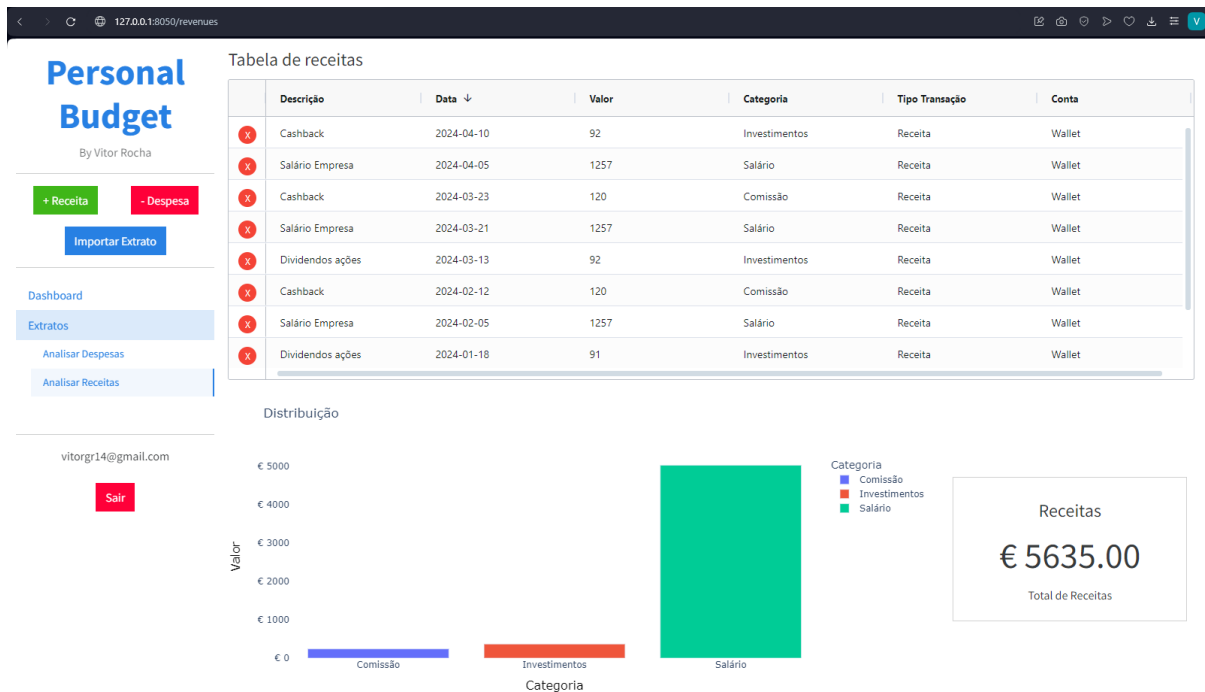 127.0.0.1:8050/revenues
V
Personal
Budget
By Vitor Rocha
+ Receita
- Despesa
Importar Extrato
Dashboard
Extratos
Analisar Despesas
Analisar Receitas
vitorgr14@gmail.com
Sair
Tabela de receitas
Descrição Data ↓ Valor Categoria Tipo Transação Conta
X Cashback 2024-04-10 92 Investimentos Receita Wallet
X Salário Empresa 2024-04-05 1257 Salário Receita Wallet
X Cashback 2024-03-23 120 Comissão Receita Wallet
X Salário Empresa 2024-03-21 1257 Salário Receita Wallet
X Dividendos ações 2024-03-13 92 Investimentos Receita Wallet
X Cashback 2024-02-12 120 Comissão Receita Wallet
X Salário Empresa 2024-02-05 1257 Salário Receita Wallet
X Dividendos ações 2024-01-18 91 Investimentos Receita Wallet
Distribuição
€ 5000
€ 4000
€ 3000
€ 2000
€ 1000
€ 0
Valor
Comissão Investimentos Salário
Categoria
Categoria
Comissão
Investimentos
Salário
Receitas
€ 5635.00
Total de Receitas